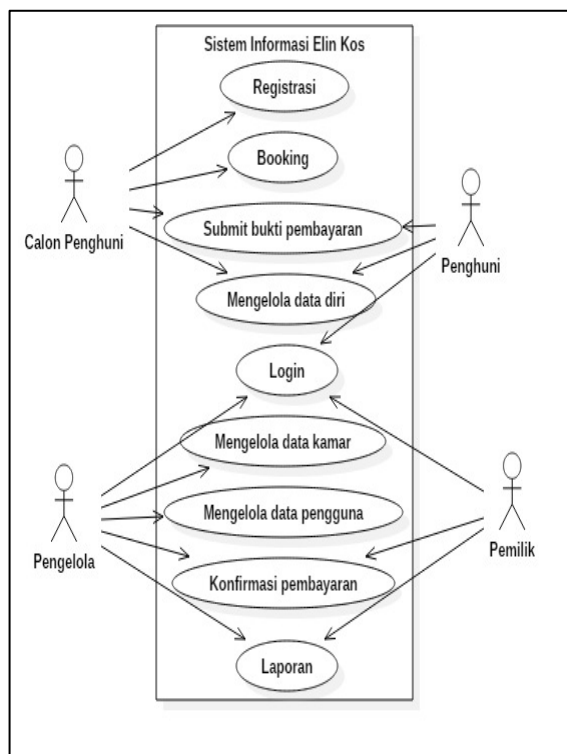 Sistem Informasi Elin Kos
Registrasi
Booking
Submit bukti pembayaran
Calon Penghuni
Penghuni
Mengelola data diri
Login
Mengelola data kamar
Mengelola data pengguna
Pengelola
Pemilik
Konfirmasi pembayaran
Laporan